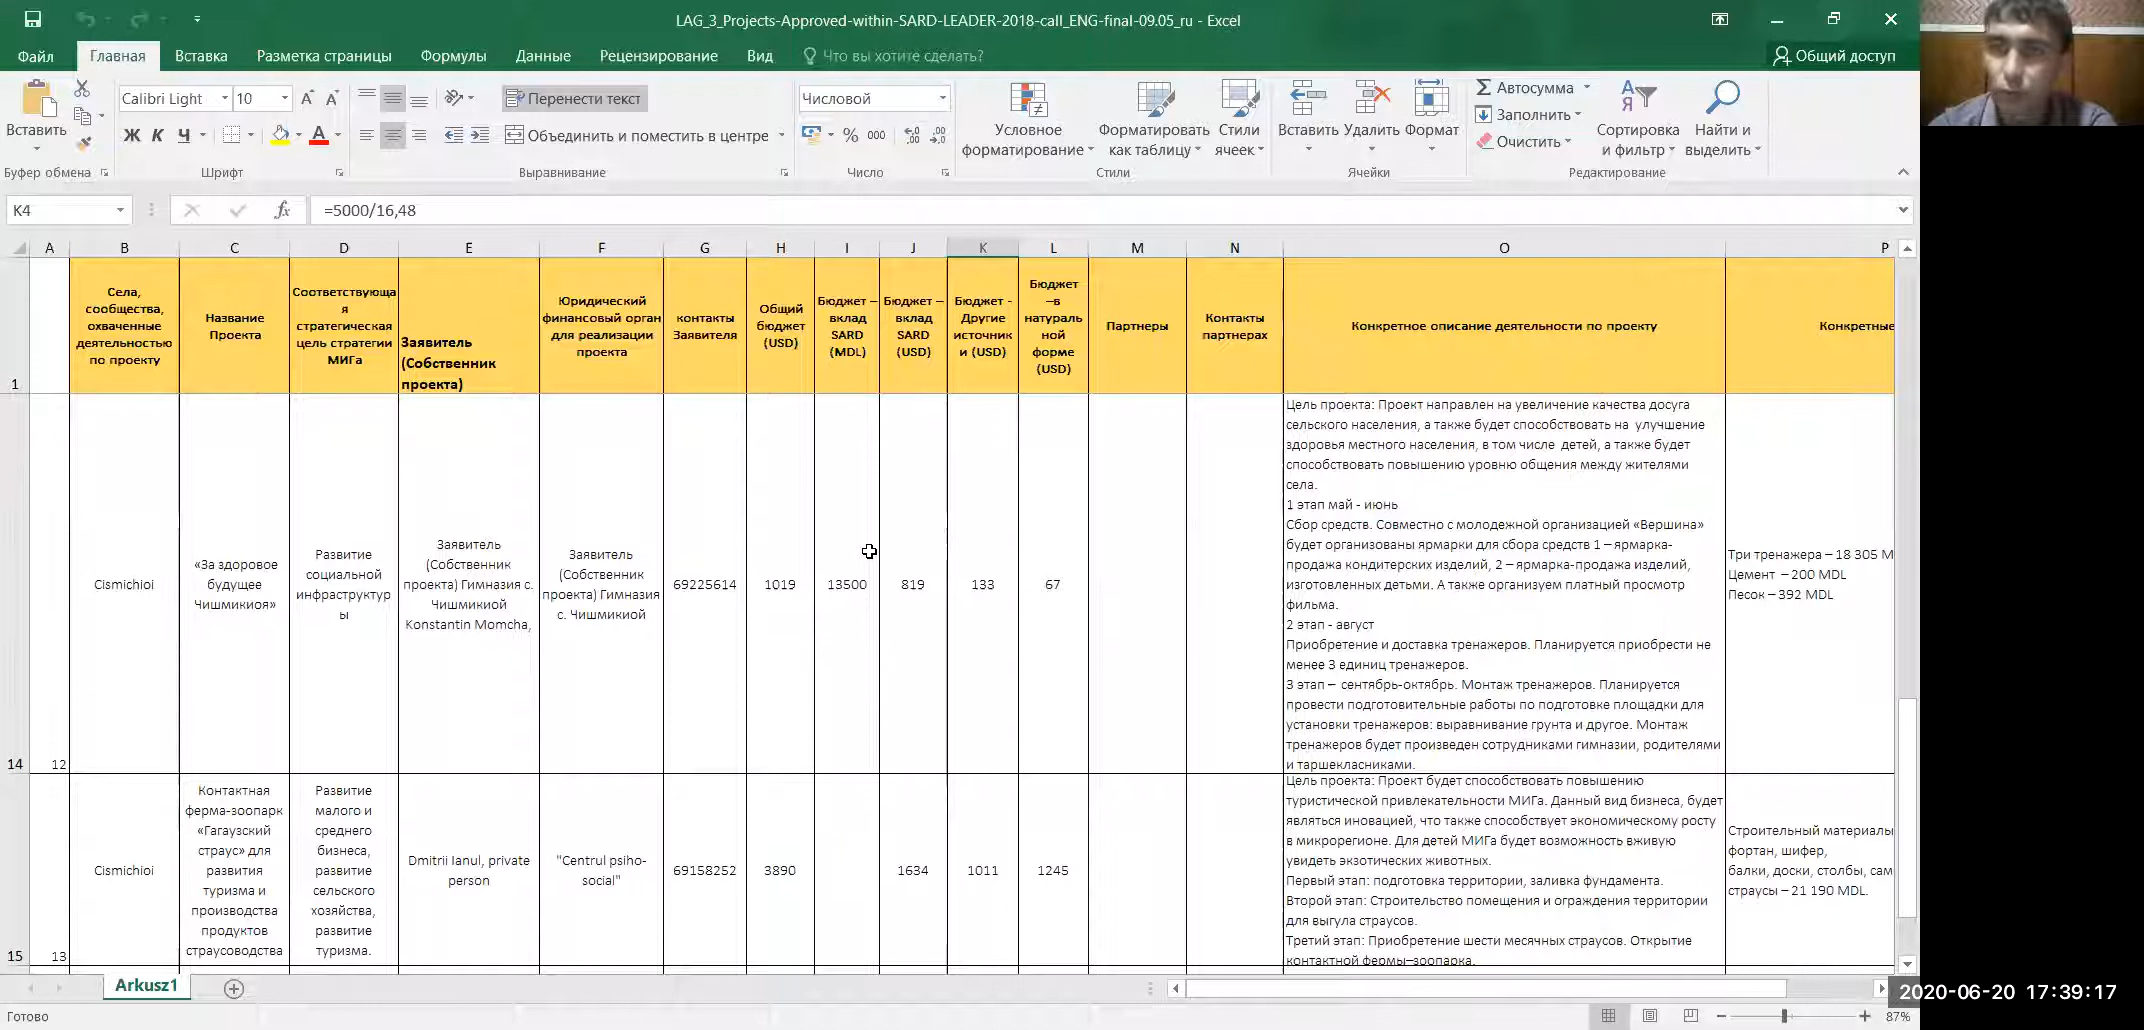 LAG_3_Projects-Approved-within-SARD-LEADER-2018-call_ENG-final-09.05_ru - Excel
Файл
Главная
Вставка
Разметка страницы
Формулы
Данные
Рецензирование
Вид
Что вы хотите сделать?
Общий доступ
Вставить
Calibri Light
10
Ж К Ч
A
Перенести текст
Объединить и поместить в центре
Числовой
% 000
Условное
форматирование
Форматировать
как таблицу
Стили
ячеек
Вставить
Удалить
Формат
Автосумма
Заполнить
Очистить
Сортировка
и фильтр
Найти и
выделить
Буфер обмена
Шрифт
Выравнивание
Число
Стили
Ячейки
Редактирование
K4
fx
=5000/16,48
A B C D E F G H I J K L M N O P
1
Села,
сообщества,
охваченные
деятельностью
по проекту
Название
Проекта
Соответствующа
я
стратегическая
цель стратегии
МИГа
Заявитель
(Собственник
проекта)
Юридический
финансовый орган
для реализации
проекта
контакты
Заявителя
Общий
бюджет
(USD)
Бюджет –
вклад
SARD
(MDL)
Бюджет –
вклад
SARD
(USD)
Бюджет -
Другие
источник
и (USD)
Бюджет
–в
натураль
ной
форме
(USD)
Партнеры
Контакты
партнерах
Конкретное описание деятельности по проекту
Конкретные
14
12
Cismichioi
«За здоровое
будущее
Чишмикиоя»
Развитие
социальной
инфраструктур
ы
Заявитель
(Собственник
проекта) Гимназия с.
Чишмикиой
Konstantin Momcha,
Заявитель
(Собственник
проекта) Гимназия
с. Чишмикиой
69225614
1019
13500
819
133
67
Цель проекта: Проект направлен на увеличение качества досуга
сельского населения, а также будет способствовать на улучшение
здоровья местного населения, в том числе детей, а также будет
способствовать повышению уровню общения между жителями
села.
1 этап май - июнь
Сбор средств. Совместно с молодежной организацией «Вершина»
будет организованы ярмарки для сбора средств 1 – ярмарка-
продажа кондитерских изделий, 2 – ярмарка-продажа изделий,
изготовленных детьми. А также организуем платный просмотр
фильма.
2 этап - август
Приобретение и доставка тренажеров. Планируется приобрести не
менее 3 единиц тренажеров.
3 этап – сентябрь-октябрь. Монтаж тренажеров. Планируется
провести подготовительные работы по подготовке площадки для
установки тренажеров: выравнивание грунта и другое. Монтаж
тренажеров будет произведен сотрудниками гимназии, родителями
и таршекласниками.
Три тренажера – 18 305 M
Цемент – 200 MDL
Песок – 392 MDL
15
13
Cismichioi
Контактная
ферма-зоопарк
«Гагаузский
страус» для
развития
туризма и
производства
продуктов
страусоводства
Развитие
малого и
среднего
бизнеса,
развитие
сельского
хозяйства,
развитие
туризма.
Dmitrii Ianul, private
person
"Centrul psiho-
social"
69158252
3890
1634
1011
1245
Цель проекта: Проект будет способствовать повышению
туристической привлекательности МИГа. Данный вид бизнеса, будет
являться иновацией, что также способствует экономическому росту
в микрорегионе. Для детей МИГа будет возможность вживую
увидеть экзотических животных.
Первый этап: подготовка территории, заливка фундамента.
Второй этап: Строительство помещения и ограждения территории
для выгула страусов.
Третий этап: Приобретение шести месячных страусов. Открытие
контактной фермы–зоопарка.
Строительный материалы
фортан, шифер,
балки, доски, столбы, сам
страусы – 21 190 MDL.
Arkusz1
Готово
87%
2020-06-20 17:39:17